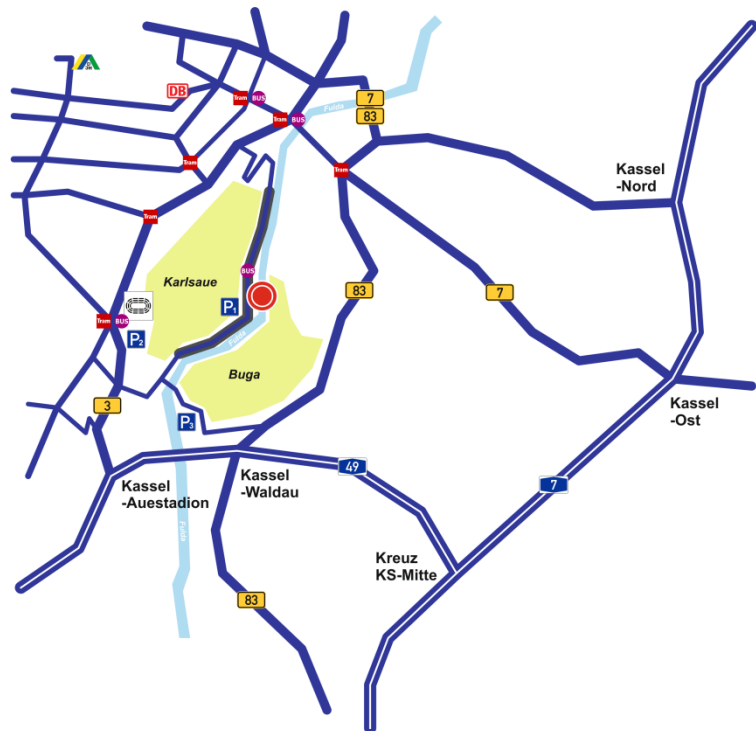 DB
Tram
BUS
7
83
Fulda
Tram
BUS
Tram
Tram
Kassel
-Nord
Tram
Karlsaue
BUS
83
7
P1
Tram
BUS
P2
Fulda
Buga
3
P3
Kassel
-Ost
Kassel
-Auestadion
Kassel
-Waldau
49
7
Fulda
Kreuz
KS-Mitte
83